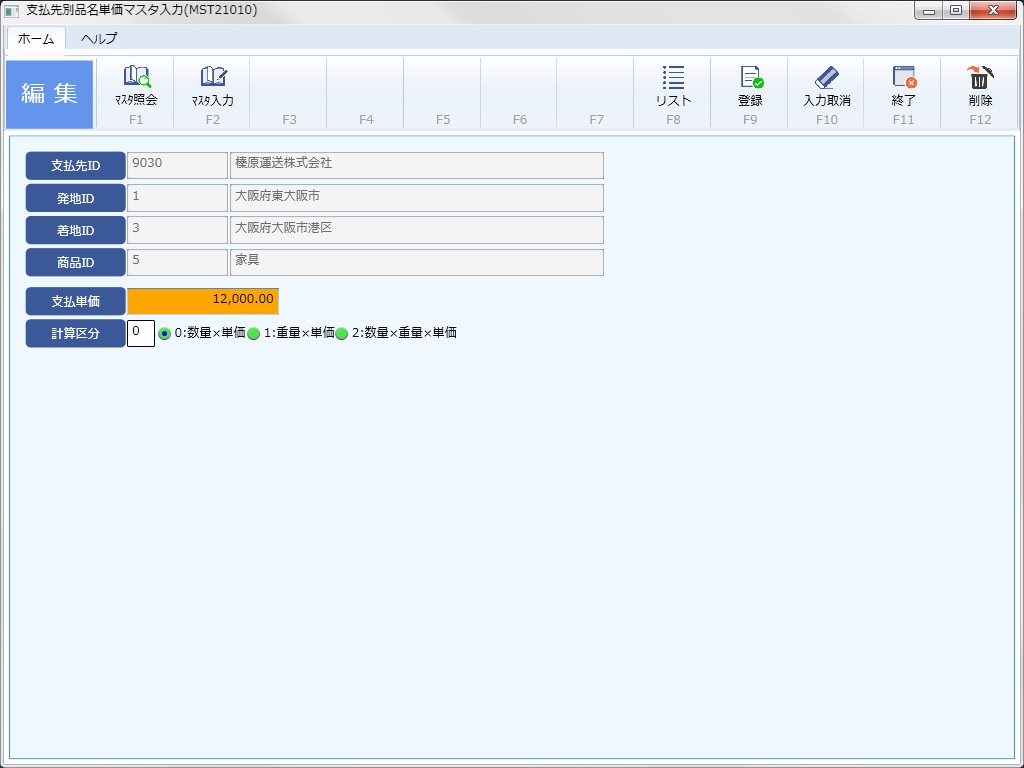 支払先別品名単価マスタ入力(MST21010)
ホーム ヘルプ
編集
ﾏｽﾀ照会 ﾏｽﾀ入力 リスト 登録 入力取消 終了 削除
F1 F2 F3 F4 F5 F6 F7 F8 F9 F10 F11 F12
支払先ID 9030 榛原運送株式会社
発地ID 1 大阪府東大阪市
着地ID 3 大阪府大阪市港区
商品ID 5 家具
支払単価 12,000.00
計算区分 0 0:数量×単価 1:重量×単価 2:数量×重量×単価